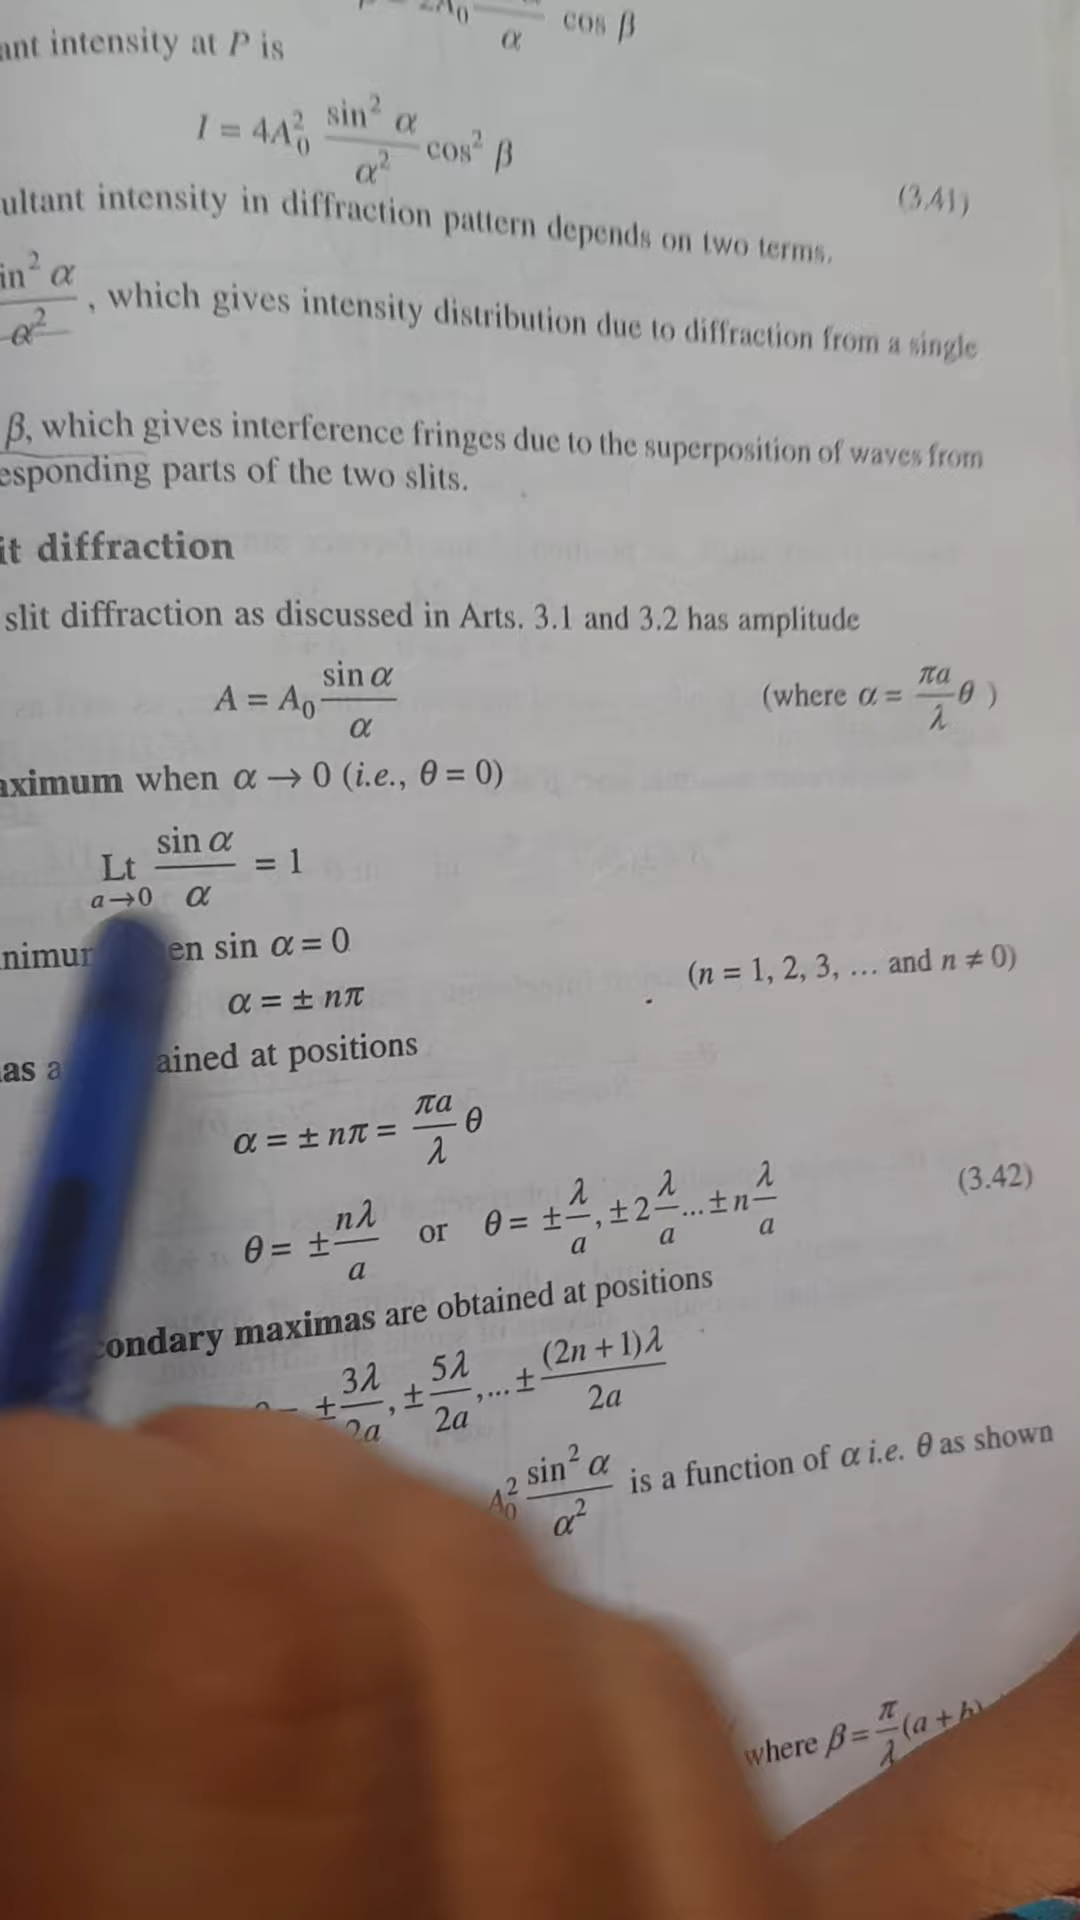 cos β
α
ant intensity at P is
I = 4A₀² sin² α / α² cos² β
(3.41)
ultant intensity in diffraction pattern depends on two terms.
in² α / α² , which gives intensity distribution due to diffraction from a single
β, which gives interference fringes due to the superposition of waves from
esponding parts of the two slits.
it diffraction
slit diffraction as discussed in Arts. 3.1 and 3.2 has amplitude
A = A₀ sin α / α (where α = πa/λ θ )
aximum when α → 0 (i.e., θ = 0)
Lt a→0 sin α / α = 1
nimum en sin α = 0
α = ± nπ (n = 1, 2, 3, ... and n ≠ 0)
as a ained at positions
α = ± nπ = πa/λ θ
θ = ± nλ/a or θ = ± λ/a, ± 2 λ/a ... ± n λ/a (3.42)
condary maximas are obtained at positions
± 3λ/2a, ± 5λ/2a, ... ± (2n + 1)λ/2a
A₀² sin² α / α² is a function of α i.e. θ as shown
where β = π/λ (a + b)